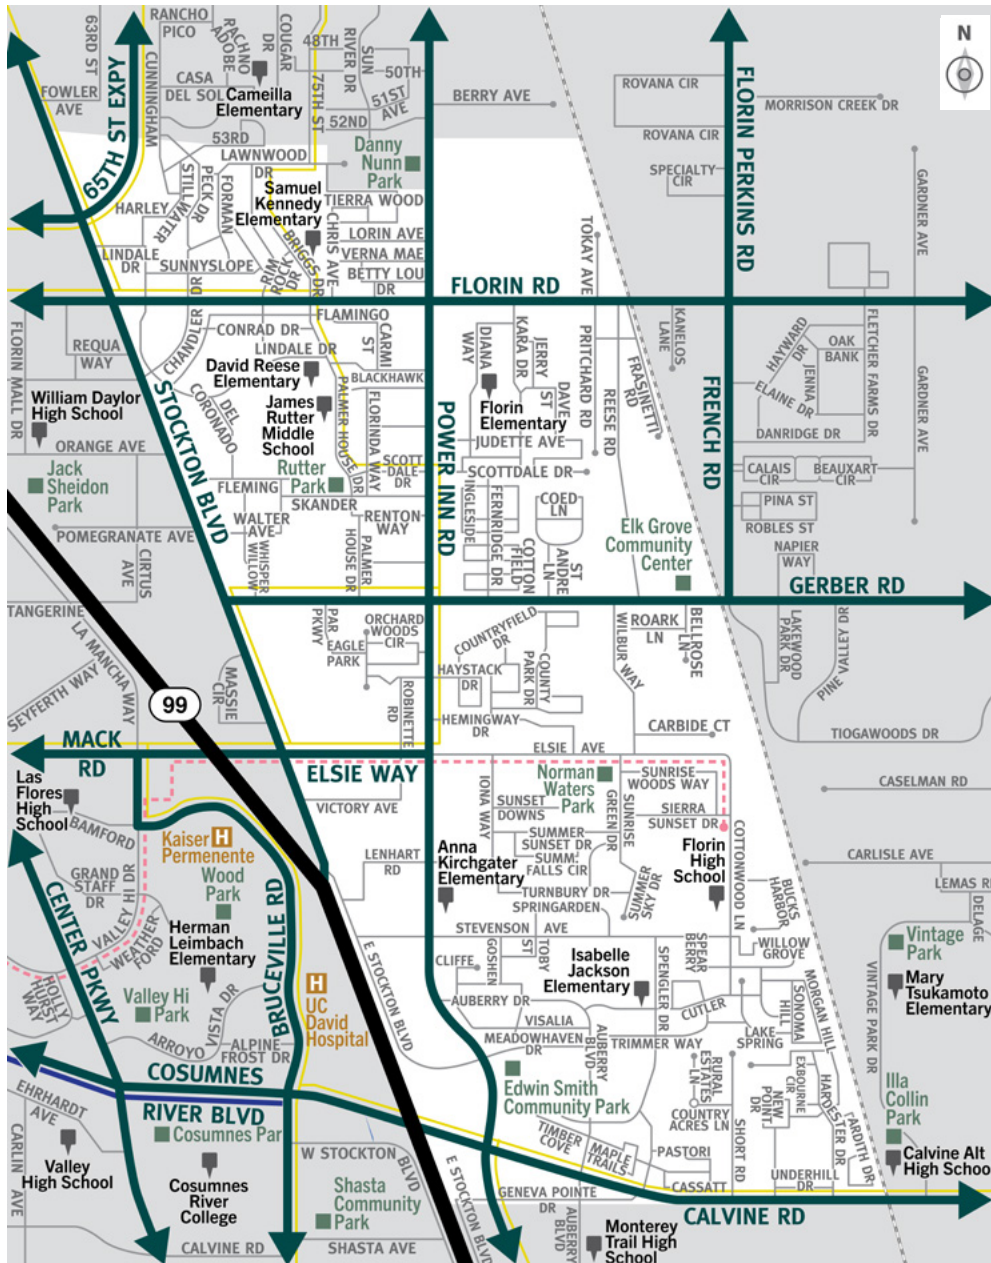 RANCHO
PICO
RACHNO
ADOBE
COUGAR
DR
63RD ST
48TH
RIVER DR
SUN
50TH
N
CUNNINGHAM
CASA
DEL SOL
FOWLER
AVE
75TH ST
51ST
AVE
52ND
Cameilla
Elementary
BERRY AVE
ROVANA CIR
MORRISON CREEK DR
ROVANA CIR
65TH ST EXPY
53RD
LAWNWOOD
DR
Danny
Nunn
Park
FLORIN PERKINS RD
SPECIALTY
CIR
GARDNER AVE
STILLWATER
PECK DR
FORMAN
Samuel
Kennedy
Elementary
TIERRA WOOD
HARLEY
CHRIS AVE
LORIN AVE
VERNA MAE
BETTY LOU
DR
TOKAY AVE
LINDALE
DR
SUNNYSLOPE
RIM
ROCK DR
BRIGGS DR
FLORIN RD
FLAMINGO
CHANDLER DR
CONRAD DR
LINDALE DR
CARMI
ST
BLACKHAWK
DIANA
WAY
KARA DR
JERRY
ST
DAVE
PRITCHARD RD
REESE RD
FRASINETTI
RD
KANELOS
LANE
HAYWARD
DR
OAK
BANK
JENNA
ELAINE DR
DANRIDGE DR
FLETCHER FARMS DR
GARDNER AVE
FLORIN MALL DR
REQUA
WAY
William Daylor
High School
ORANGE AVE
Jack
Sheidon
Park
David Reese
Elementary
James
Rutter
Middle
School
Rutter
Park
DEL
CORONADO
STOCKTON BLVD
PALMER HOUSE DR
FLORINDA WAY
SCOTT
DALE
DR
POWER INN RD
Florin
Elementary
JUDETTE AVE
SCOTTDALE DR
FRENCH RD
CALAIS
CIR
BEAUXART
CIR
PINA ST
ROBLES ST
FLEMING
SKANDER
WALTER
AVE
RENTON
WAY
INGLESIDE
FERNRIDGE DR
COED
LN
COTTON
FIELD
ST
ANDRE
LN
Elk Grove
Community
Center
NAPIER
WAY
POMEGRANATE AVE
CIRTUS
AVE
WHISPER
WILLOW
PALMER
HOUSE DR
GERBER RD
TANGERINE
LA MANCHA WAY
PAR
PKWY
ORCHARD
WOODS
CIR
EAGLE
PARK
COUNTRYFIELD
DR
ROARK
LN
BELLROSE
LN
LAKEWOOD
PARK DR
PINE VALLEY DR
SEYFERTH WAY
MASSIE
CIR
ROBINETTE
RD
HAYSTACK
DR
COUNTY
PARK DR
WILBUR WAY
99
HEMINGWAY
DR
CARBIDE CT
TIOGAWOODS DR
MACK
RD
ELSIE WAY
ELSIE AVE
CASELMAN RD
Las
Flores
High
School
VICTORY AVE
IONA WAY
SUNSET
DOWNS
Norman
Waters
Park
GREEN DR
SUNRISE
SUNRISE
WOODS WAY
SIERRA
SUNSET DR
BAMFORD
Kaiser
Permenente
H
SUMMER
SUNSET DR
SUMM.
FALLS CIR
LENHART
RD
Anna
Kirchgater
Elementary
TURNBURY DR
SPRINGARDEN
SUMMER
SKY DR
Florin
High
School
COTTONWOOD LN
CARLISLE AVE
GRAND
STAFF
DR
Wood
Park
BUCKS
HARBOR
LEMAS RD
DELAGE
CENTER PKWY
VALLEY HI DR
WEATHER
FORD
Herman
Leimbach
Elementary
BRUCEVILLE RD
STEVENSON AVE
GOSHEN
ST
TOBY
CLIFFE
Isabelle
Jackson
Elementary
SPENGLER DR
SPEAR
BERRY
WILLOW
GROVE
Vintage
Park
Mary
Tsukamoto
Elementary
HOLLY
HURST
WAY
Valley Hi
Park
VISTA DR
ARROYO
H
UC
David
Hospital
E STOCKTON BLVD
AUBERRY DR
VISALIA
MEADOWHAVEN
DR
AUBERRY
BLVD
TRIMMER WAY
CUTLER
LAKE
SPRING
HILL
SONOMA
MORGAN HILL
VINTAGE PARK DR
ALPINE
FROST DR
COSUMNES
RIVER BLVD
Edwin Smith
Community Park
RURAL
ESTATES
LN
COUNTRY
ACRES LN
EXBOURNE
CIR
NEW
POINT
DR
HARDESTER DR
ARDITH DR
Illa
Collin
Park
EHRHARDT
AVE
CARLIN AVE
Valley
High School
Cosumnes Par
Cosumnes
River
College
W STOCKTON
BLVD
TIMBER
COVE
MAPLE
TRAILS
PASTORI
CASSATT
SHORT RD
UNDERHILL
DR
Calvine Alt
High School
Shasta
Community
Park
E STOCKTON BLVD
GENEVA POINTE
DR
AUBERRY
BLVD
CALVINE RD
CALVINE RD
SHASTA AVE
Monterey
Trail High
School